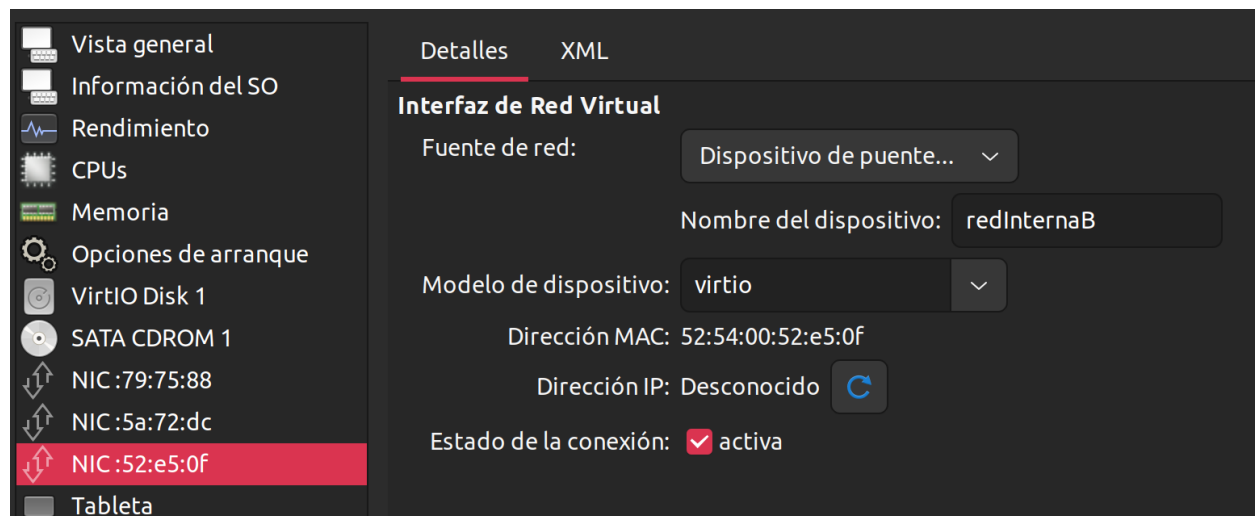 Vista general
Información del SO
Rendimiento
CPUs
Memoria
Opciones de arranque
VirtIO Disk 1
SATA CDROM 1
NIC :79:75:88
NIC :5a:72:dc
NIC :52:e5:0f
Tableta
Detalles XML
Interfaz de Red Virtual
Fuente de red: Dispositivo de puente...
Nombre del dispositivo: redInternaB
Modelo de dispositivo: virtio
Dirección MAC: 52:54:00:52:e5:0f
Dirección IP: Desconocido
Estado de la conexión: activa